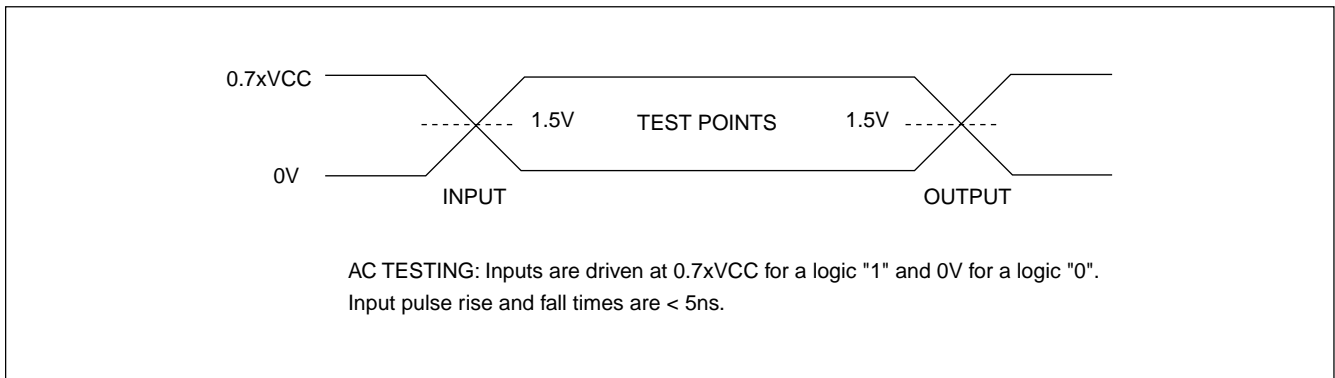 0.7xVCC
1.5V TEST POINTS 1.5V
0V
INPUT OUTPUT
AC TESTING: Inputs are driven at 0.7xVCC for a logic "1" and 0V for a logic "0".
Input pulse rise and fall times are < 5ns.